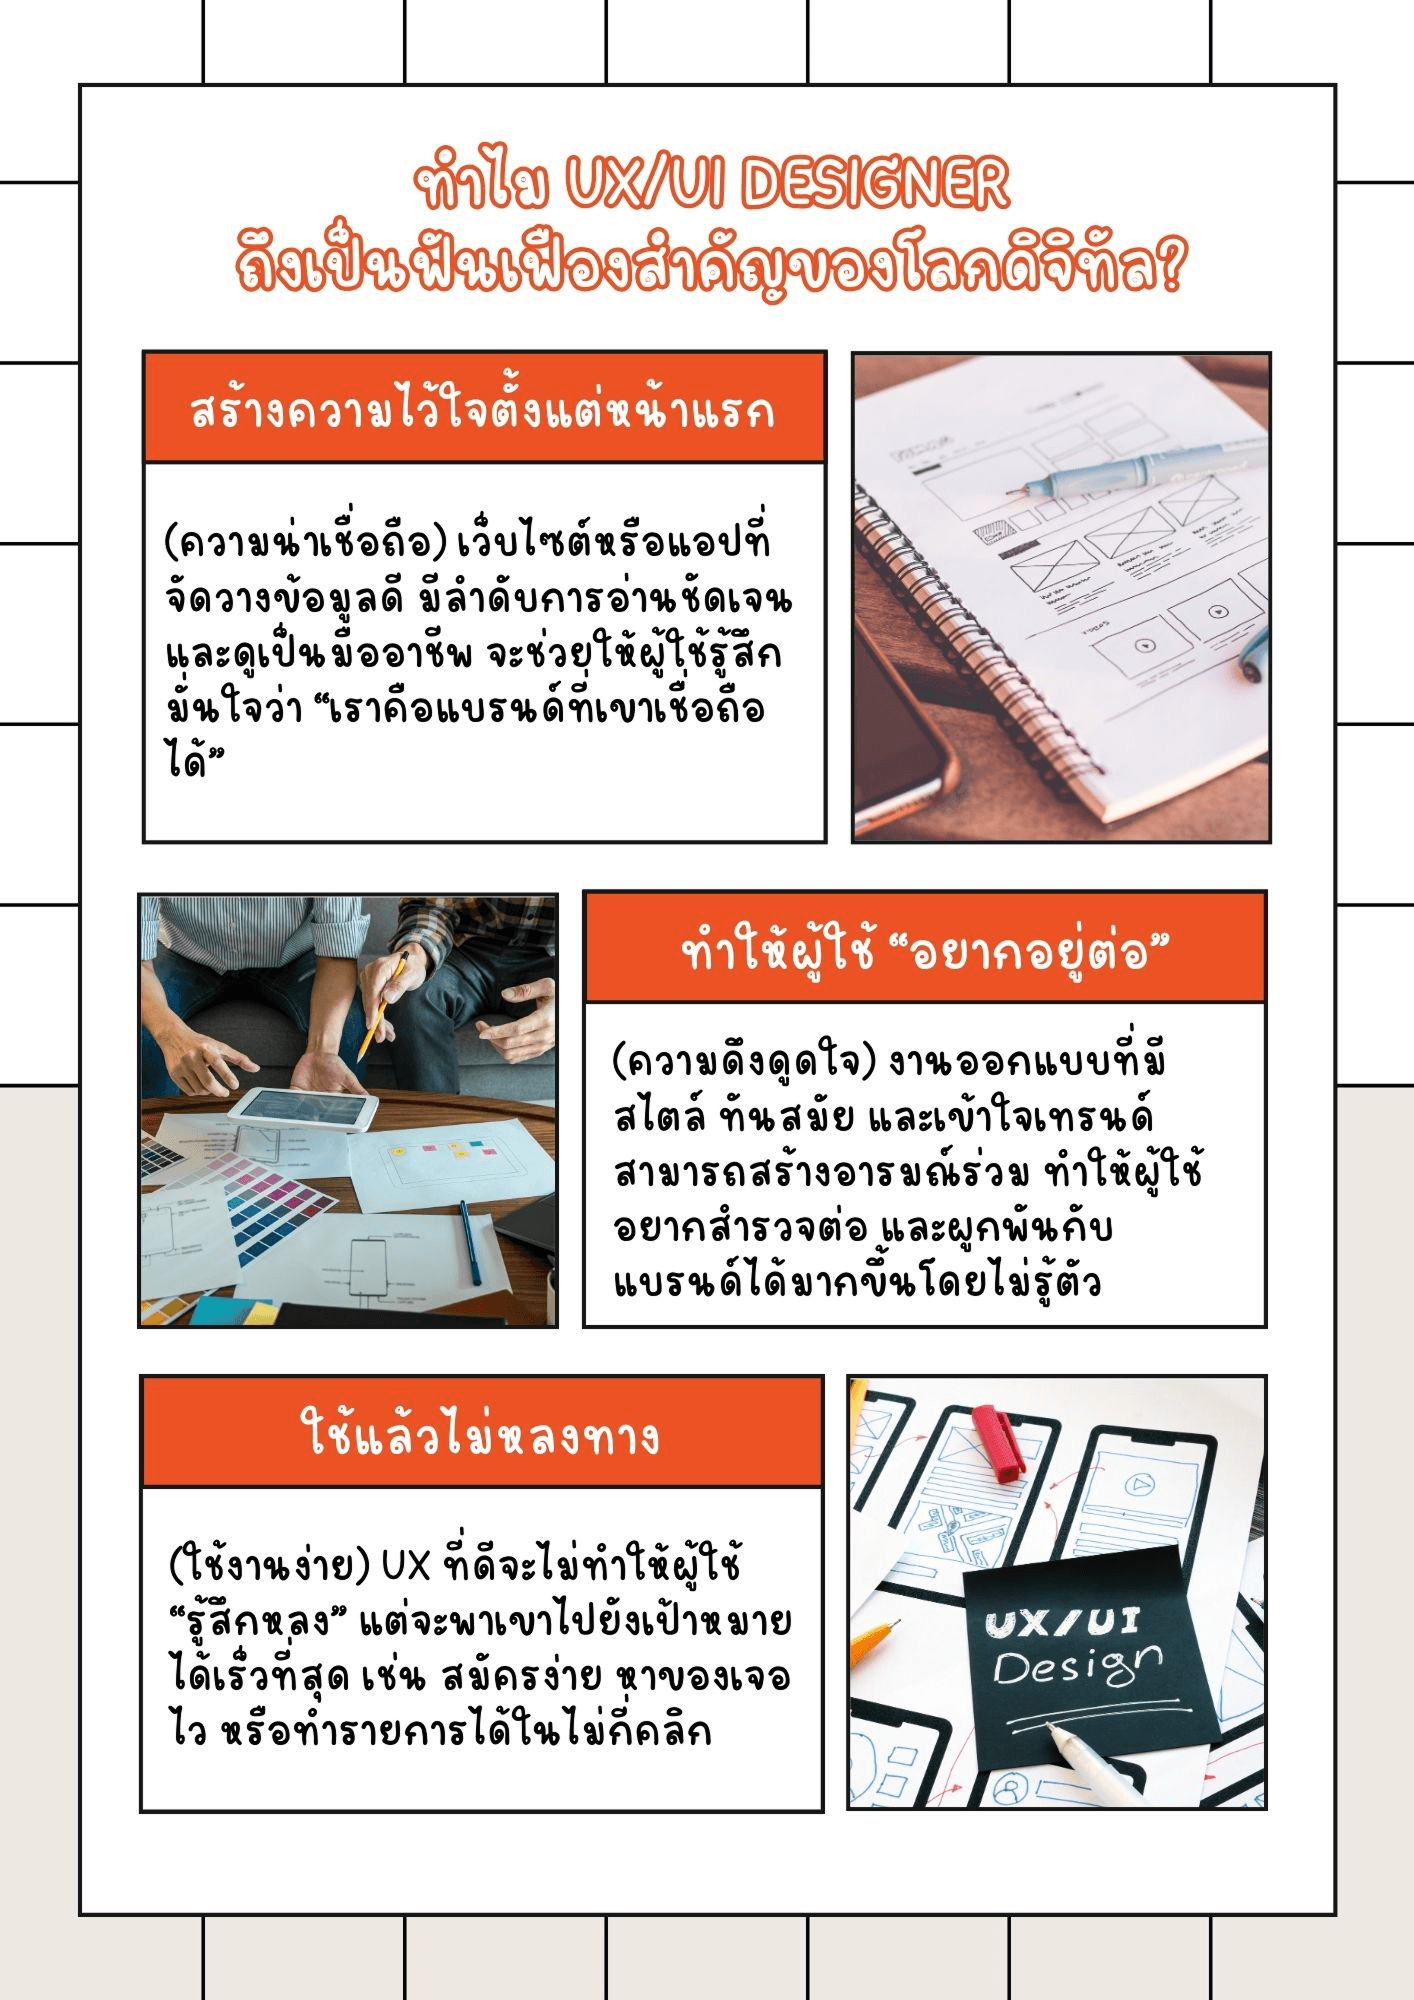 ทำไม UX/UI DESIGNER
ถึงเป็นฟันเฟืองสำคัญของโลกดิจิทัล?
สร้างความไว้ใจตั้งแต่หน้าแรก
(ความน่าเชื่อถือ) เว็บไซต์หรือแอปที่
จัดวางข้อมูลดี มีลำดับการอ่านชัดเจน
และดูเป็นมืออาชีพ จะช่วยให้ผู้ใช้รู้สึก
มั่นใจว่า “เราคือแบรนด์ที่เขาเชื่อถือ
ได้”
ทำให้ผู้ใช้ “อยากอยู่ต่อ”
(ความดึงดูดใจ) งานออกแบบที่มี
สไตล์ ทันสมัย และเข้าใจเทรนด์
สามารถสร้างอารมณ์ร่วม ทำให้ผู้ใช้
อยากสำรวจต่อ และผูกพันกับ
แบรนด์ได้มากขึ้นโดยไม่รู้ตัว
ใช้แล้วไม่หลงทาง
(ใช้งานง่าย) UX ที่ดีจะไม่ทำให้ผู้ใช้
“รู้สึกหลง” แต่จะพาเขาไปยังเป้าหมาย
ได้เร็วที่สุด เช่น สมัครง่าย หาของเจอ
ไว หรือทำรายการได้ในไม่กี่คลิก
UX/UI
Design